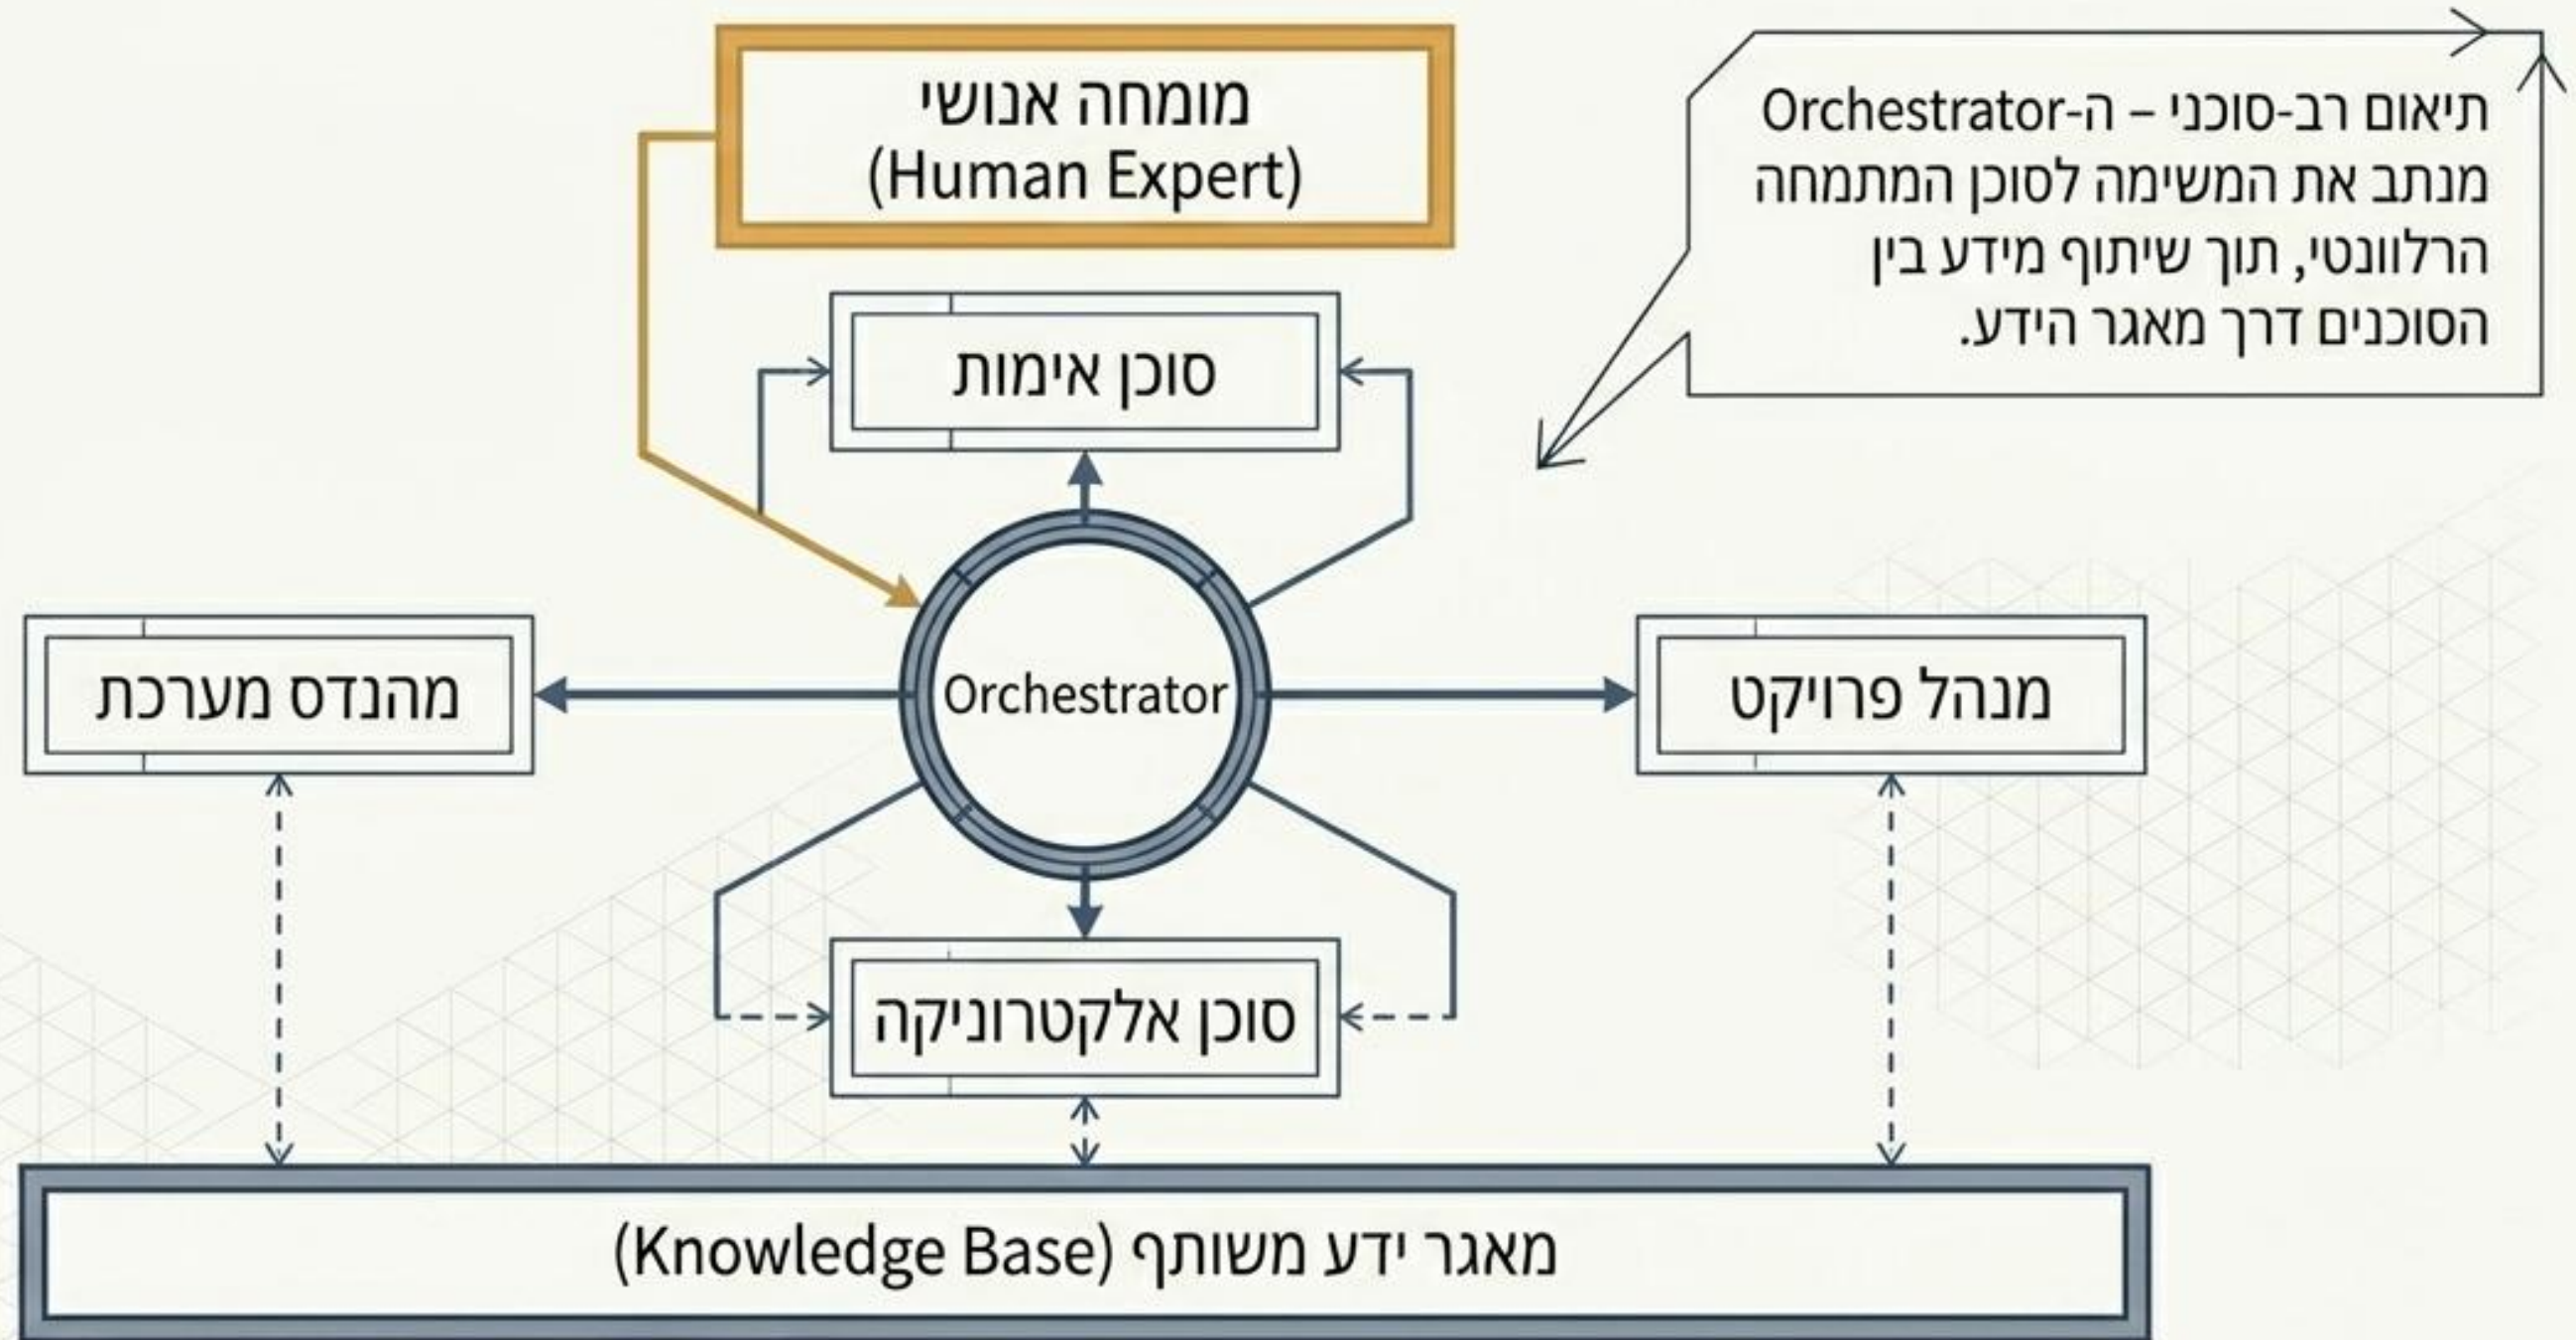 מומחה אנושי
(Human Expert)
תיאום רב-סוכני – ה-Orchestrator
מנתב את המשימה לסוכן המתמחה
הרלוונטי, תוך שיתוף מידע בין
הסוכנים דרך מאגר הידע.
סוכן אימות
מנהל פרויקט
Orchestrator
מהנדס מערכת
סוכן אלקטרוניקה
מאגר ידע משותף (Knowledge Base)